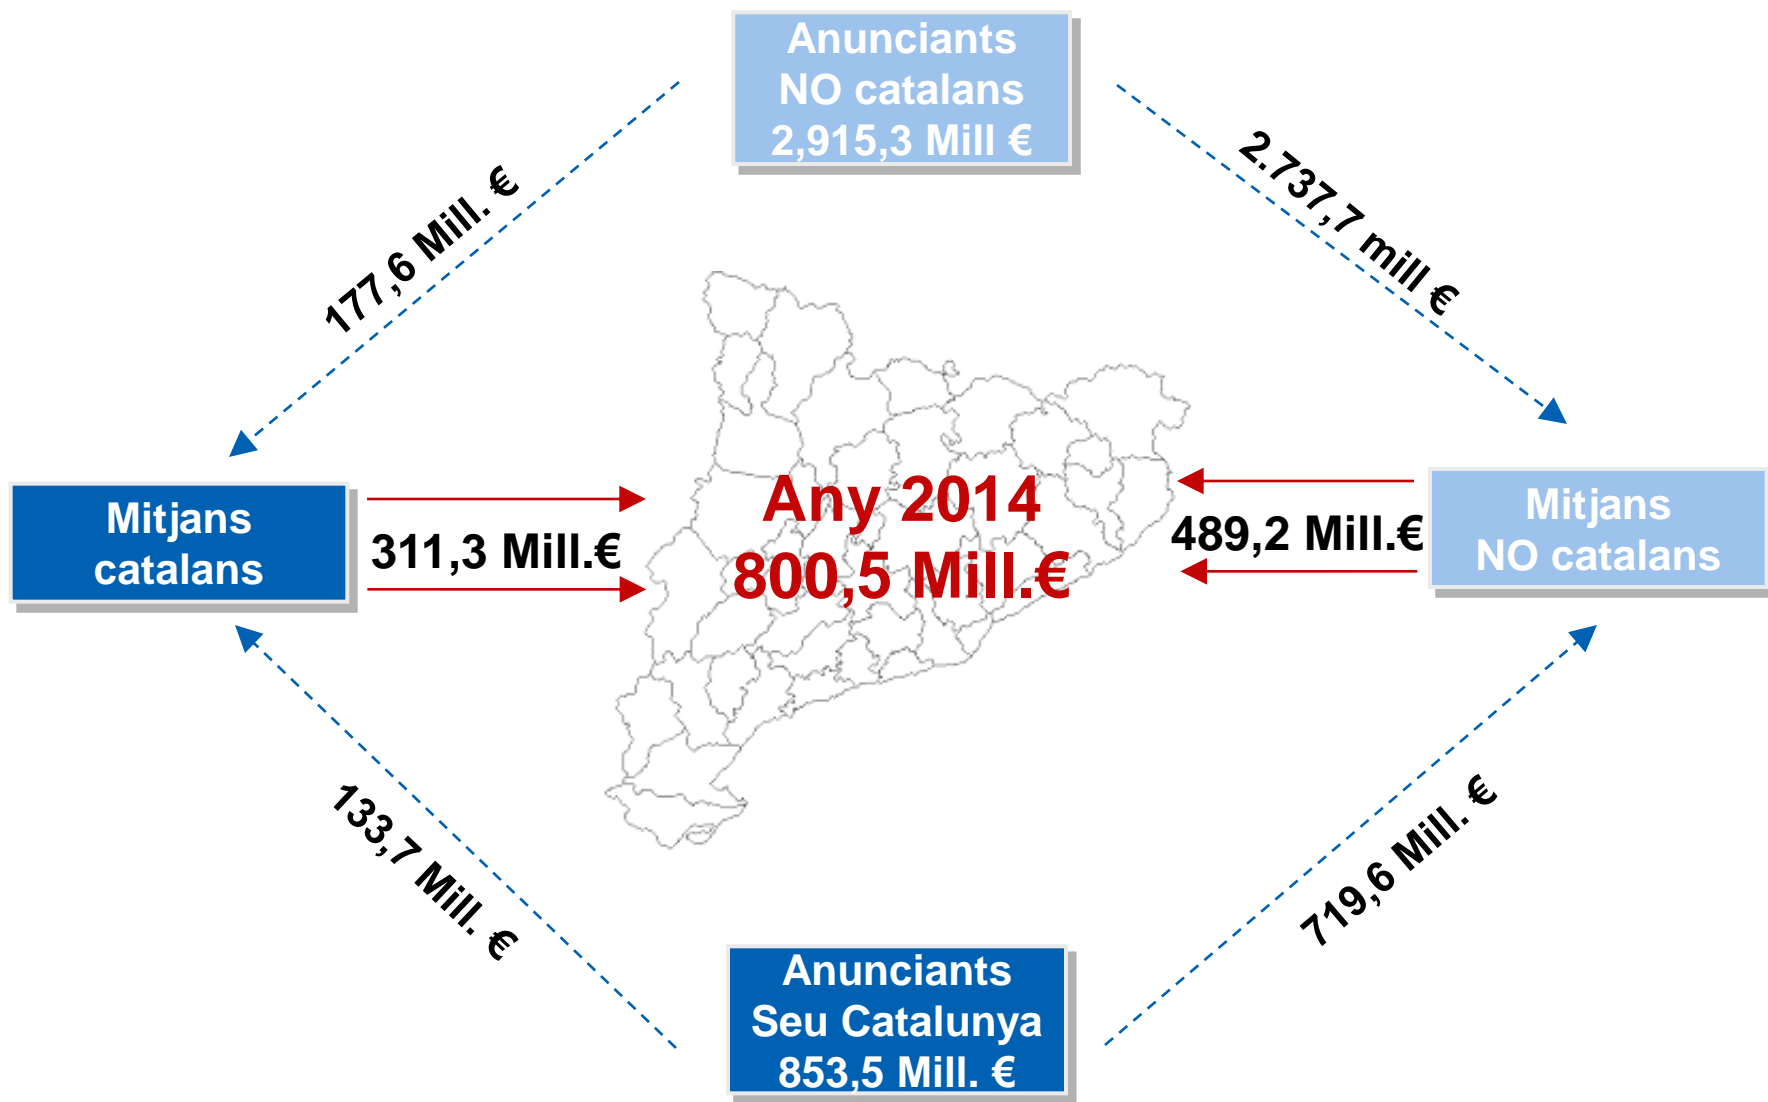 Anunciants
NO catalans
2,915,3 Mill €
177,6 Mill. €
2.737,7 mill €
Mitjans
catalans
311,3 Mill.€
Any 2014
800,5 Mill.€
489,2 Mill.€
Mitjans
NO catalans
133,7 Mill. €
719,6 Mill. €
Anunciants
Seu Catalunya
853,5 Mill. €